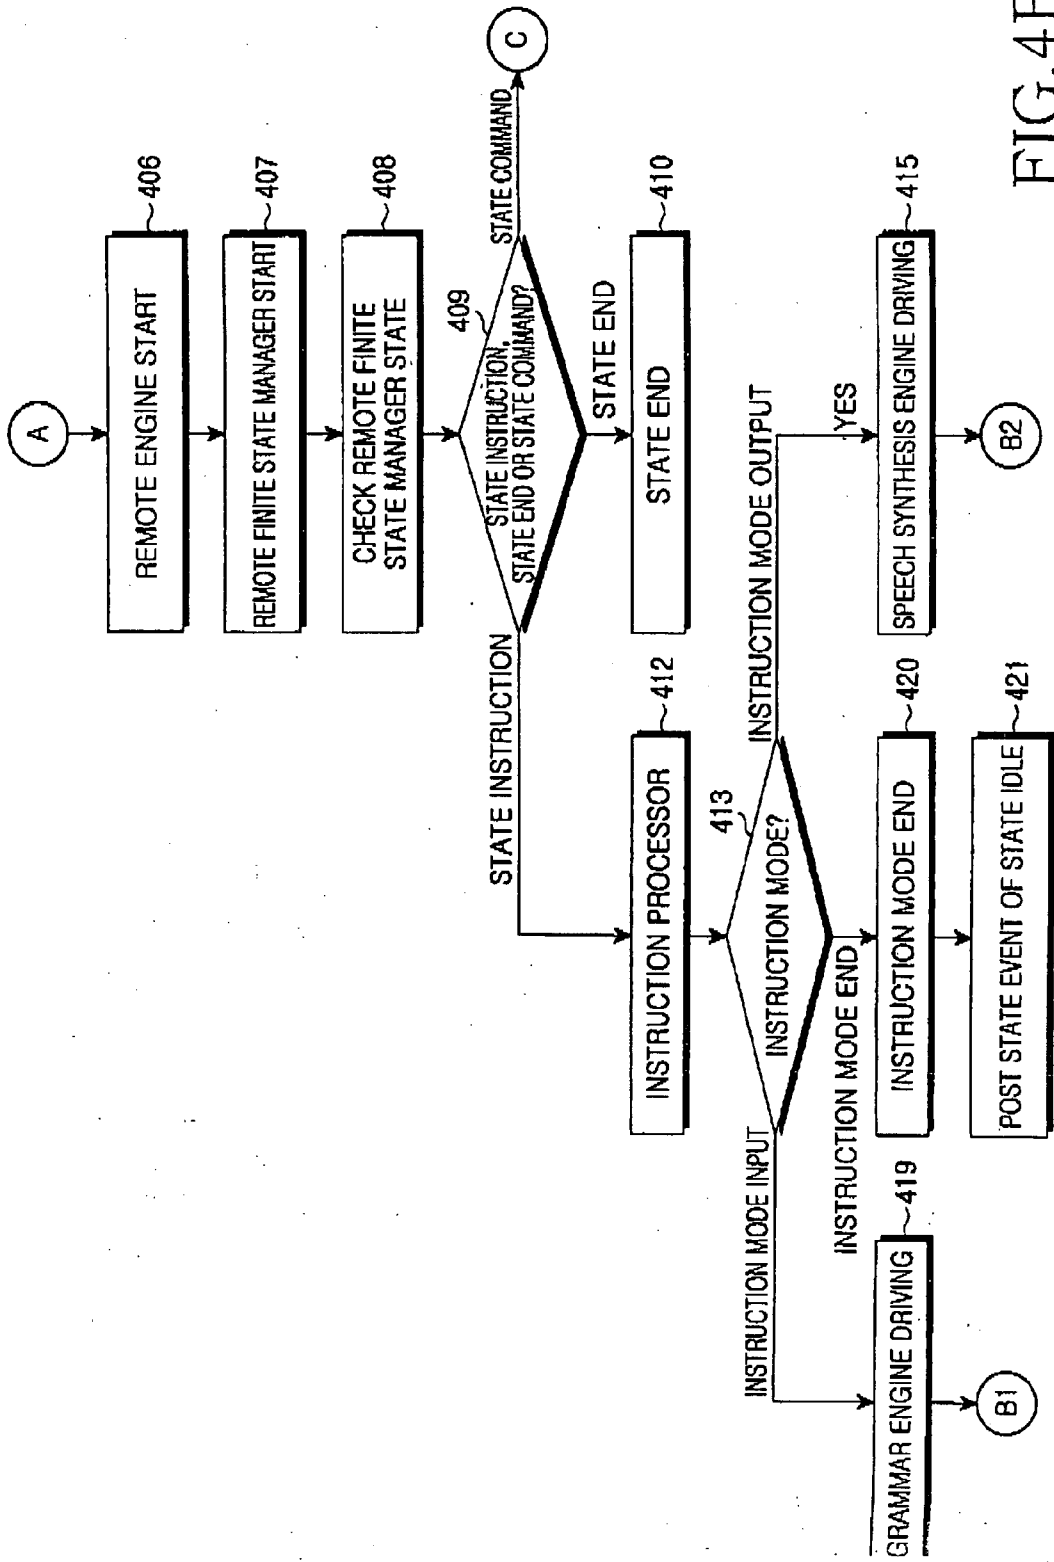 A
REMOTE ENGINE START
406
REMOTE FINITE STATE MANAGER START
407
CHECK REMOTE FINITE
STATE MANAGER STATE
408
409
STATE INSTRUCTION,
STATE END OR STATE COMMAND?
STATE COMMAND
C
STATE INSTRUCTION
STATE END
STATE END
410
INSTRUCTION PROCESSOR
412
413
INSTRUCTION MODE?
INSTRUCTION MODE INPUT
INSTRUCTION MODE END
INSTRUCTION MODE OUTPUT
YES
GRAMMAR ENGINE DRIVING
419
INSTRUCTION MODE END
420
SPEECH SYNTHESIS ENGINE DRIVING
415
B1
POST STATE EVENT OF STATE IDLE
421
B2